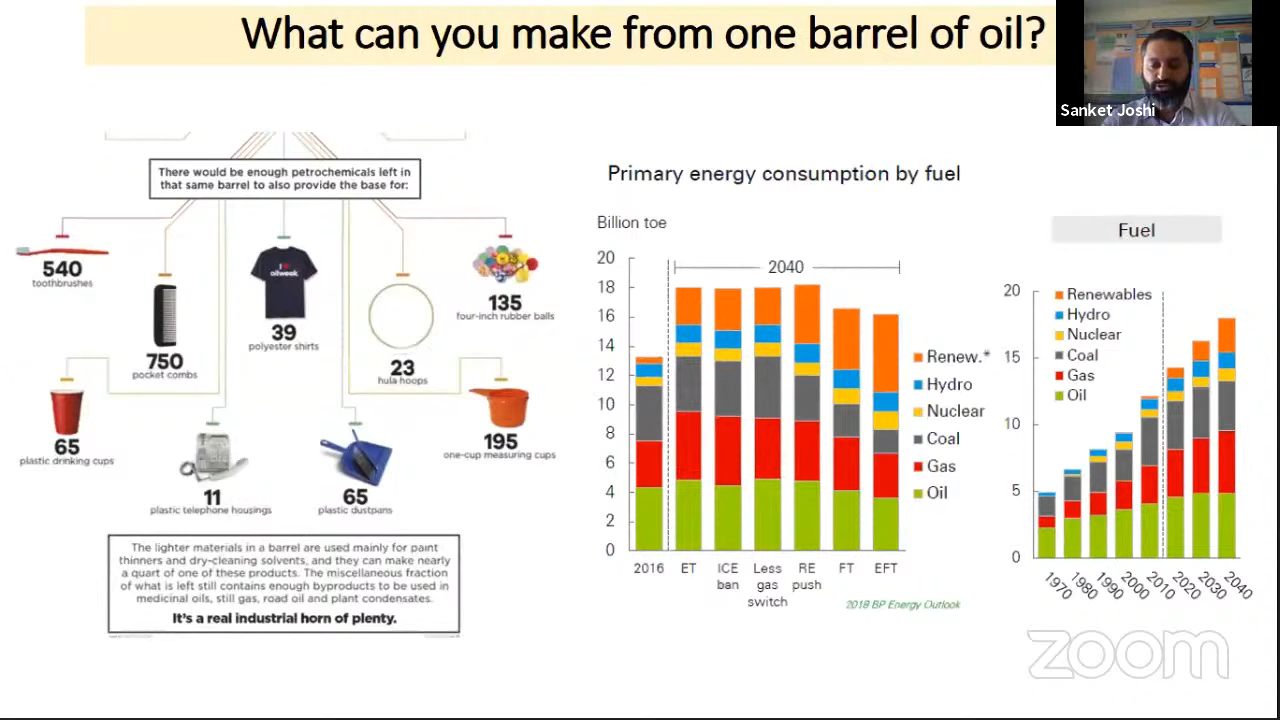 What can you make from one barrel of oil?
Sanket Joshi
There would be enough petrochemicals left in
that same barrel to also provide the base for:
540
toothbrushes
750
pocket combs
I ♥
oilweek
39
polyester shirts
23
hula hoops
135
four-inch rubber balls
65
plastic drinking cups
11
plastic telephone housings
65
plastic dustpans
195
one-cup measuring cups
The lighter materials in a barrel are used mainly for paint
thinners and dry-cleaning solvents, and they can make nearly
a quart of one of these products. The miscellaneous fraction
of what is left still contains enough byproducts to be used in
medicinal oils, still gas, road oil and plant condensates.
It's a real industrial horn of plenty.
Primary energy consumption by fuel
Billion toe
20
18
16
14
12
10
8
6
4
2
0
2040
2016
ET
ICE
ban
Less
gas
switch
RE
push
FT
EFT
Renew.*
Hydro
Nuclear
Coal
Gas
Oil
2018 BP Energy Outlook
Fuel
20
15
10
5
0
Renewables
Hydro
Nuclear
Coal
Gas
Oil
1970
1980
1990
2000
2010
2020
2030
2040
zoom